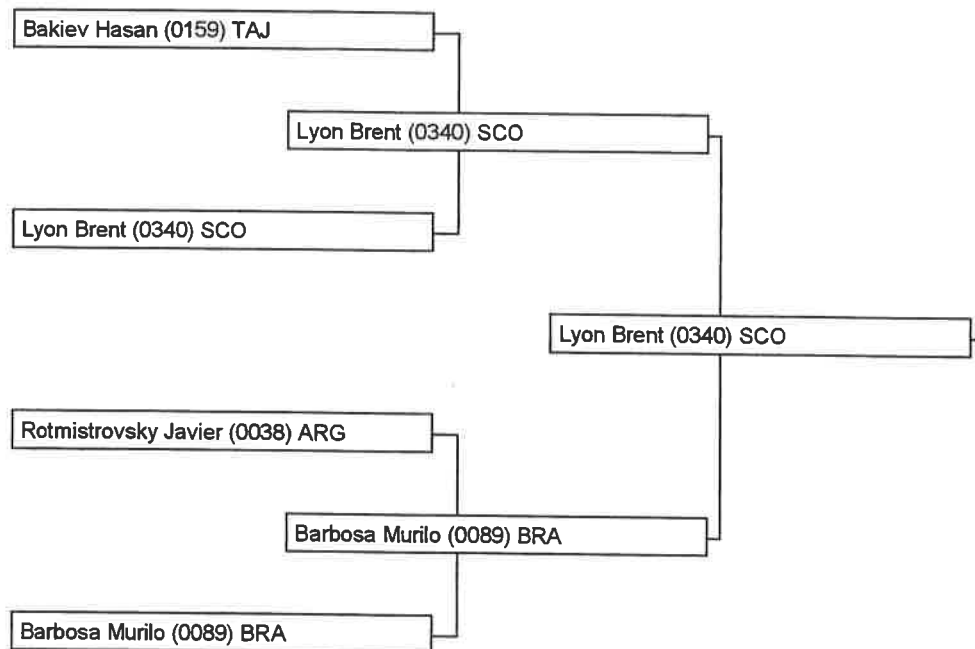 Bakiev Hasan (0159) TAJ
Lyon Brent (0340) SCO
Lyon Brent (0340) SCO
Lyon Brent (0340) SCO
Rotmistrovsky Javier (0038) ARG
Barbosa Murilo (0089) BRA
Barbosa Murilo (0089) BRA